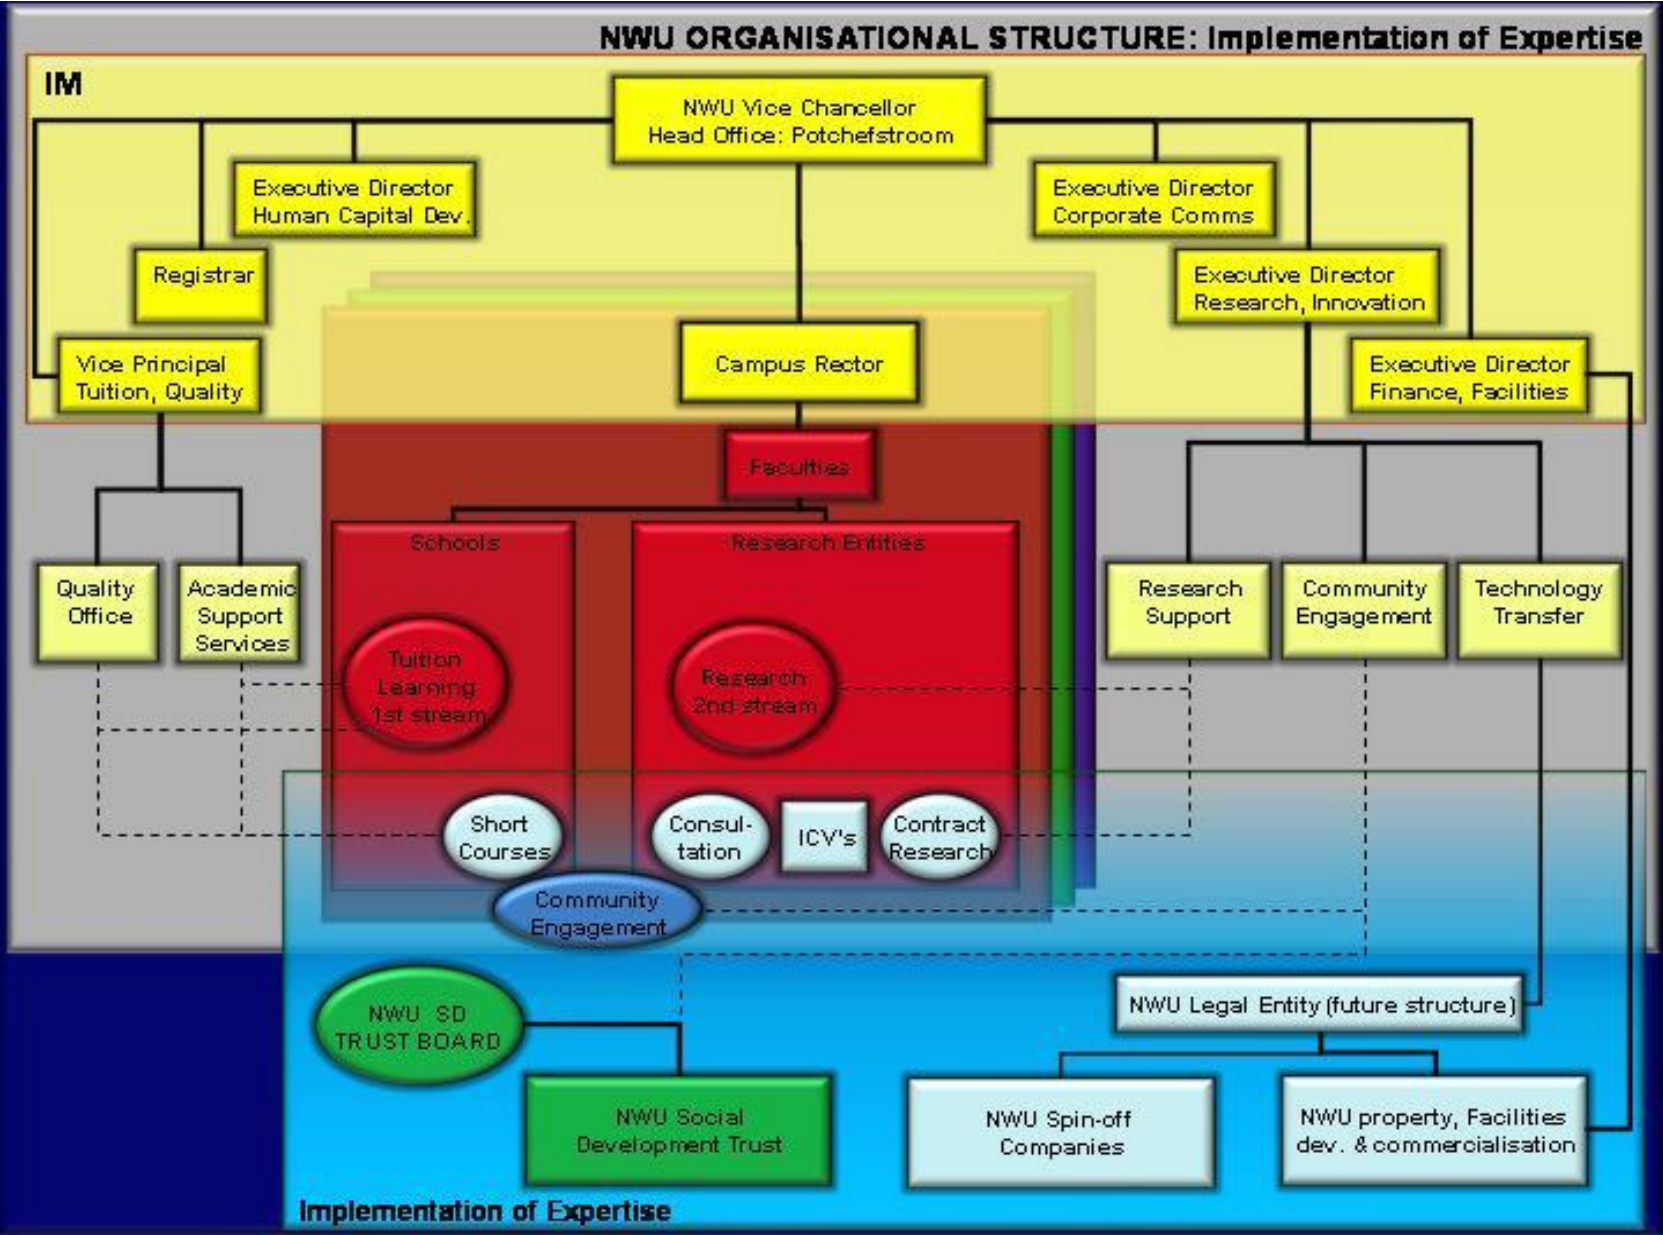 NWU ORGANISATIONAL STRUCTURE: Implementation of Expertise
IM
NWU Vice Chancellor
Head Office: Potchefstroom
Executive Director
Human Capital Dev.
Executive Director
Corporate Comms
Registrar
Executive Director
Research, Innovation
Vice Principal
Tuition, Quality
Campus Rector
Executive Director
Finance, Facilities
Faculties
Schools
Research Entities
Quality
Office
Academic
Support
Services
Research
Support
Community
Engagement
Technology
Transfer
Tuition
Learning
1st stream
Research
2nd stream
Short
Courses
Consul-
tation
ICV's
Contract
Research
Community
Engagement
NWU SD
TRUST BOARD
NWU Legal Entity (future structure)
NWU Social
Development Trust
NWU Spin-off
Companies
NWU property, Facilities
dev. & commercialisation
Implementation of Expertise